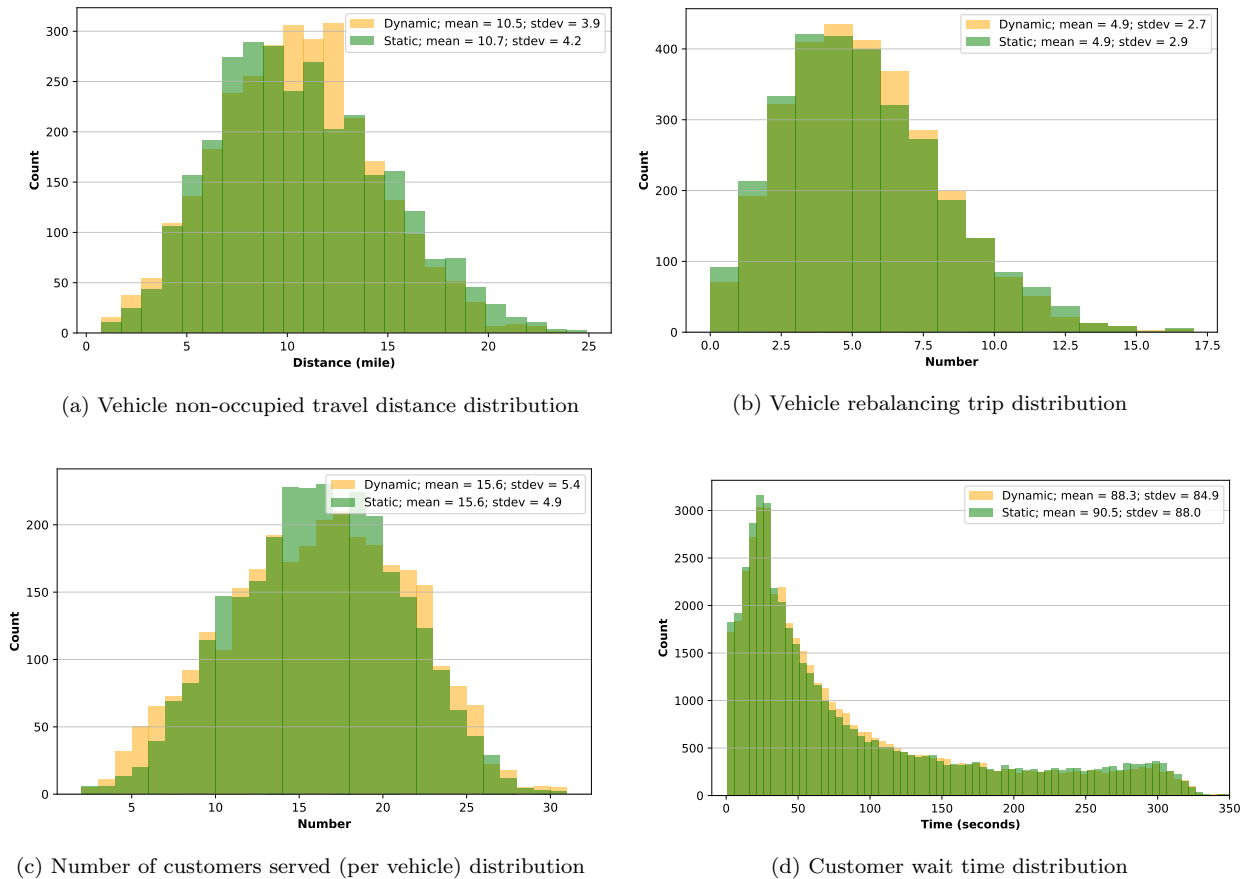 Dynamic; mean = 10.5; stdev = 3.9
Static; mean = 10.7; stdev = 4.2
300
250
200
150
100
50
0
Count
0 5 10 15 20 25
Distance (mile)
(a) Vehicle non-occupied travel distance distribution
Dynamic; mean = 4.9; stdev = 2.7
Static; mean = 4.9; stdev = 2.9
400
300
200
100
0
Count
0.0 2.5 5.0 7.5 10.0 12.5 15.0 17.5
Number
(b) Vehicle rebalancing trip distribution
Dynamic; mean = 15.6; stdev = 5.4
Static; mean = 15.6; stdev = 4.9
200
150
100
50
0
Count
5 10 15 20 25 30
Number
(c) Number of customers served (per vehicle) distribution
Dynamic; mean = 88.3; stdev = 84.9
Static; mean = 90.5; stdev = 88.0
3000
2500
2000
1500
1000
500
0
Count
0 50 100 150 200 250 300 350
Time (seconds)
(d) Customer wait time distribution